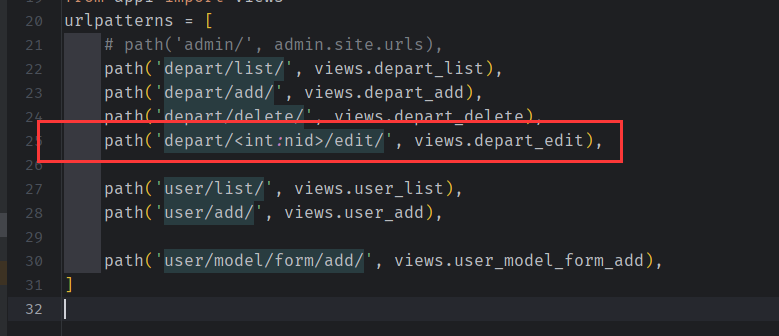 19 from app1 import views
20 urlpatterns = [
21 # path('admin/', admin.site.urls),
22 path('depart/list/', views.depart_list),
23 path('depart/add/', views.depart_add),
24 path('depart/delete/', views.depart_delete),
25 path('depart/<int:nid>/edit/', views.depart_edit),
26
27 path('user/list/', views.user_list),
28 path('user/add/', views.user_add),
29
30 path('user/model/form/add/', views.user_model_form_add),
31 ]
32